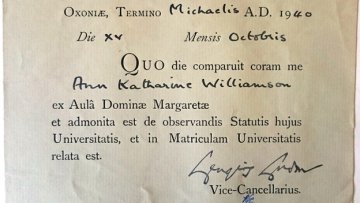 Oxoniæ, Termino Michaelis A.D. 1940
Die xv Mensis Octobris
Quo die comparuit coram me
Ann Katharine Williamson
ex Aulâ Dominæ Margaretæ
et admonita est de observandis Statutis hujus
Universitatis, et in Matriculam Universitatis
relata est.
Vice-Cancellarius.